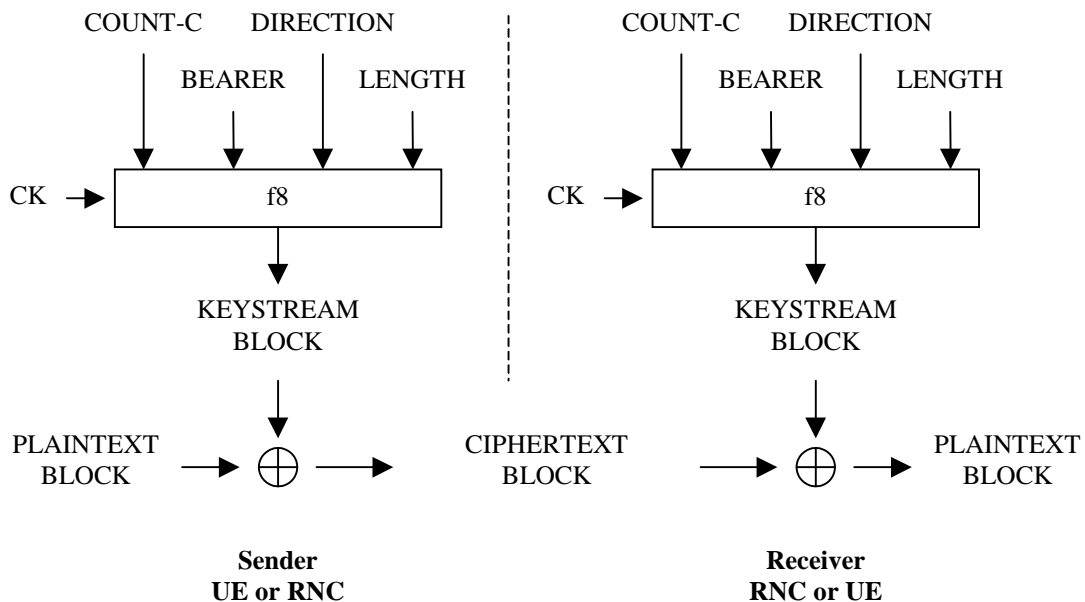 COUNT-C DIRECTION
BEARER LENGTH
CK
f8
KEYSTREAM
BLOCK
PLAINTEXT
BLOCK
Sender
UE or RNC
COUNT-C DIRECTION
BEARER LENGTH
CK
f8
KEYSTREAM
BLOCK
CIPHERTEXT
BLOCK
PLAINTEXT
BLOCK
Receiver
RNC or UE